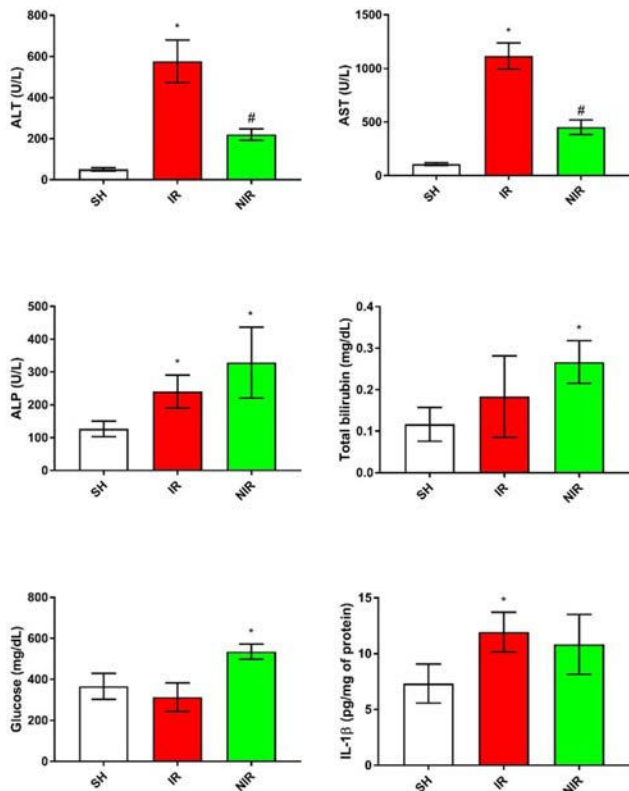 ALT (U/L)
800
600
400
200
0
*
#
SH
IR
NIR
AST (U/L)
1500
1000
500
0
*
#
SH
IR
NIR
ALP (U/L)
500
400
300
200
100
0
*
*
SH
IR
NIR
Total bilirubin (mg/dL)
0.4
0.3
0.2
0.1
0.0
*
SH
IR
NIR
Glucose (mg/dL)
800
600
400
200
0
*
SH
IR
NIR
IL-1β (pg/mg of protein)
15
10
5
0
*
SH
IR
NIR